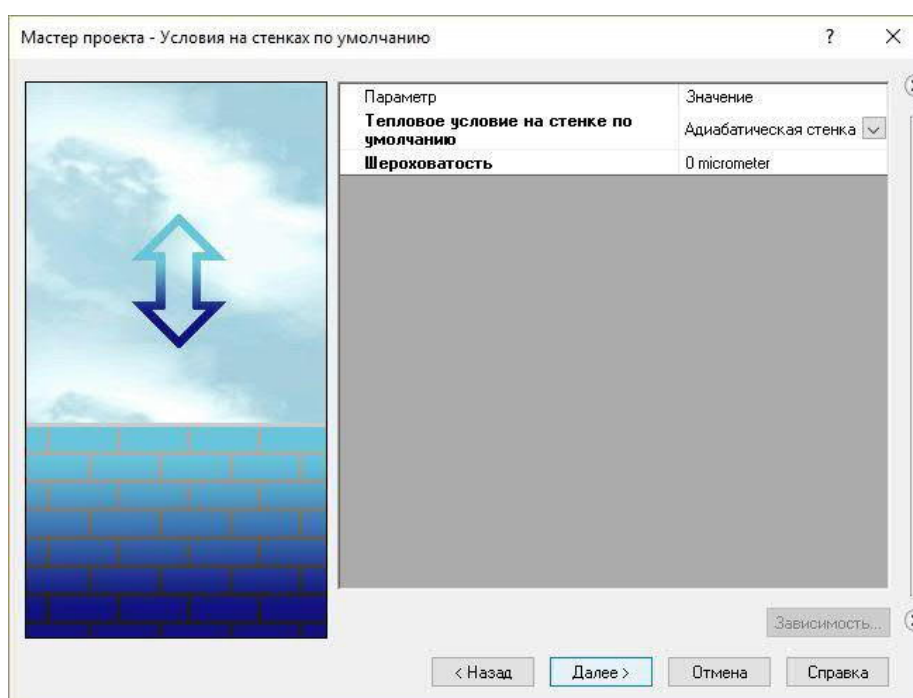 Мастер проекта - Условия на стенках по умолчанию
?
Параметр Значение
Тепловое условие на стенке по
умолчанию
Адиабатическая стенка
Шероховатость 0 micrometer
Зависимость...
< Назад Далее > Отмена Справка